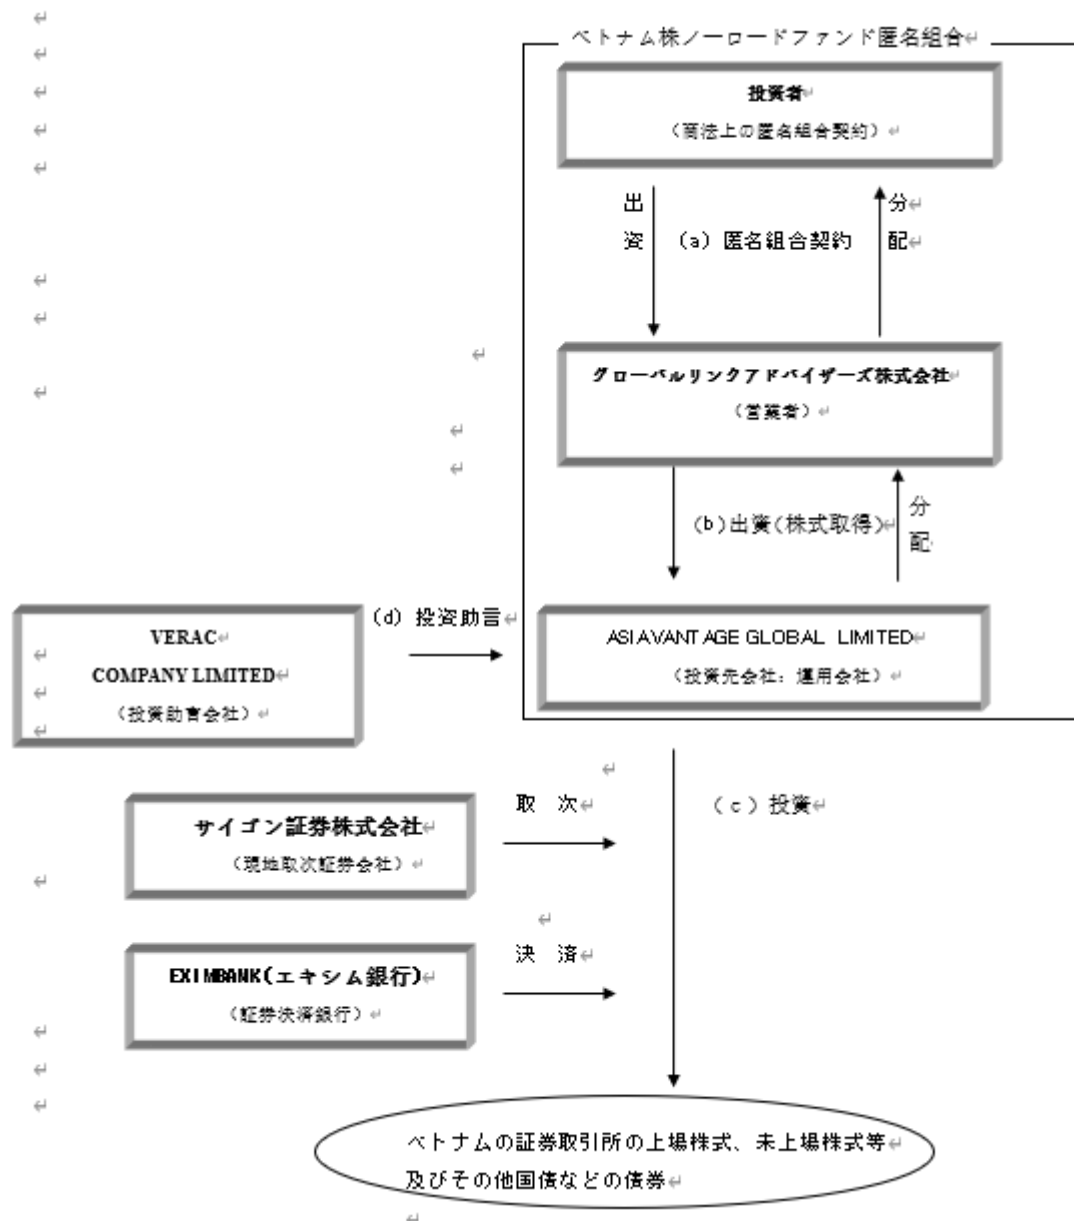 ベトナム株ノーロードファンド匿名組合
投資者
（商法上の匿名組合契約）
出資
(a) 匿名組合契約
分配
グローバルリンクアドバイザーズ株式会社
（営業者）
(b)出資(株式取得)
分配
VERAC
COMPANY LIMITED
（投資助言会社）
(d) 投資助言
ASIAVANTAGE GLOBAL LIMITED
（投資先会社：運用会社）
サイゴン証券株式会社
（現地取次証券会社）
取 次
（c）投資
EXIMBANK(エキシム銀行)
（証券決済銀行）
決 済
ベトナムの証券取引所の上場株式、未上場株式等
及びその他国債などの債券